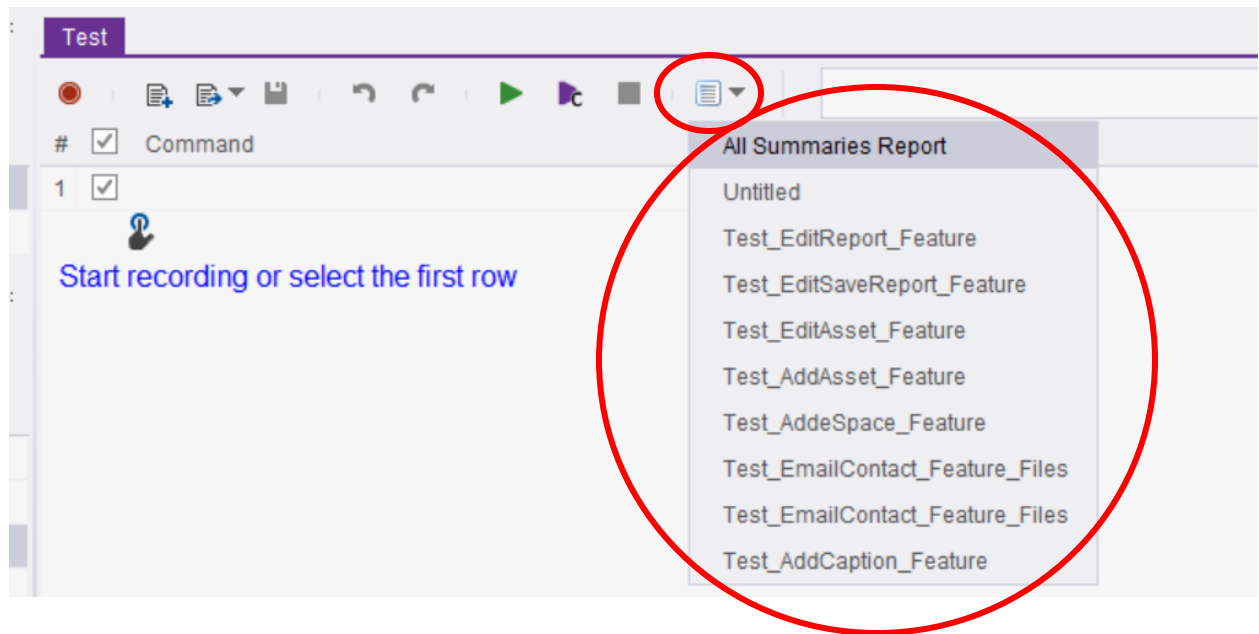 Test
C
# Command
All Summaries Report
1
Untitled
Test_EditReport_Feature
Start recording or select the first row
Test_EditSaveReport_Feature
Test_EditAsset_Feature
Test_AddAsset_Feature
Test_AddeSpace_Feature
Test_EmailContact_Feature_Files
Test_EmailContact_Feature_Files
Test_AddCaption_Feature